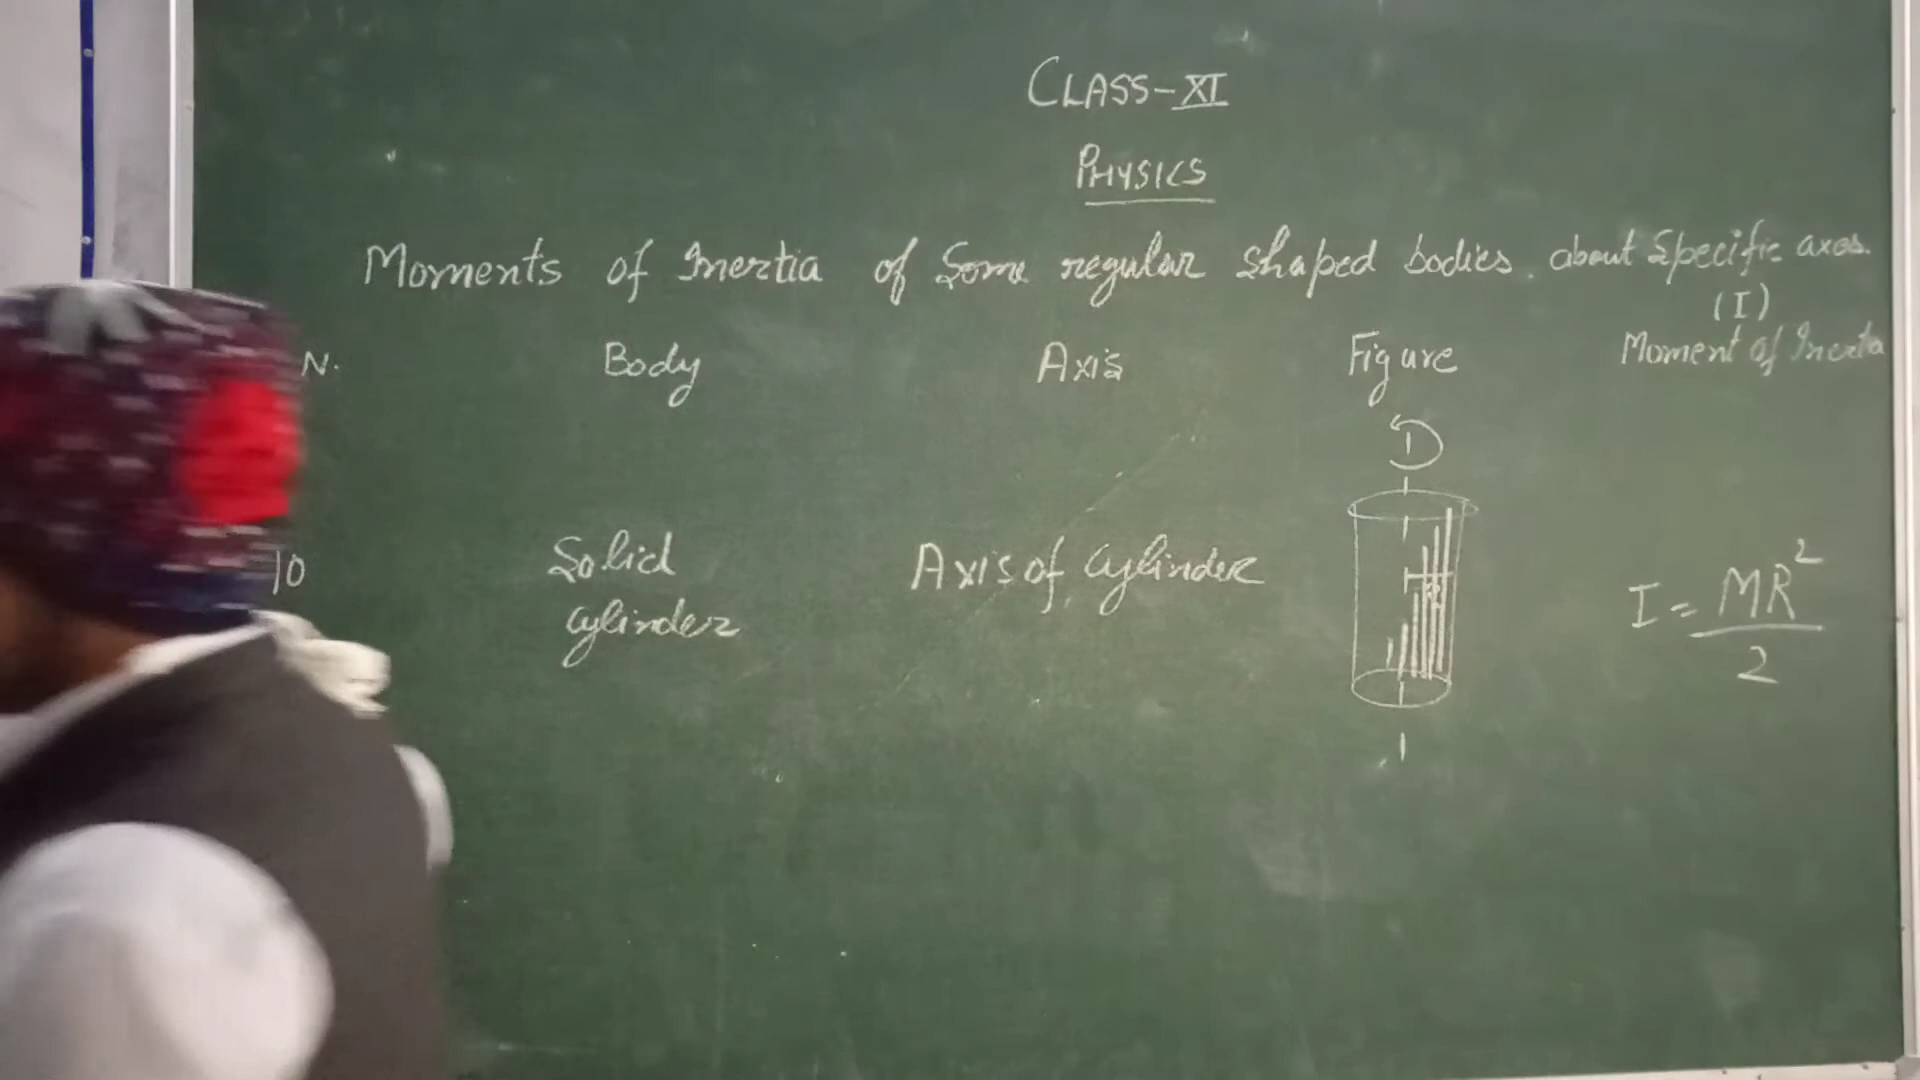 CLASS-XI
PHYSICS
Moments of Inertia of Some regular shaped bodies. about Specific axes.
(I)
N. Body Axis Figure Moment of Inertia
10 Solid cylinder Axis of cylinder R I = MR²/2